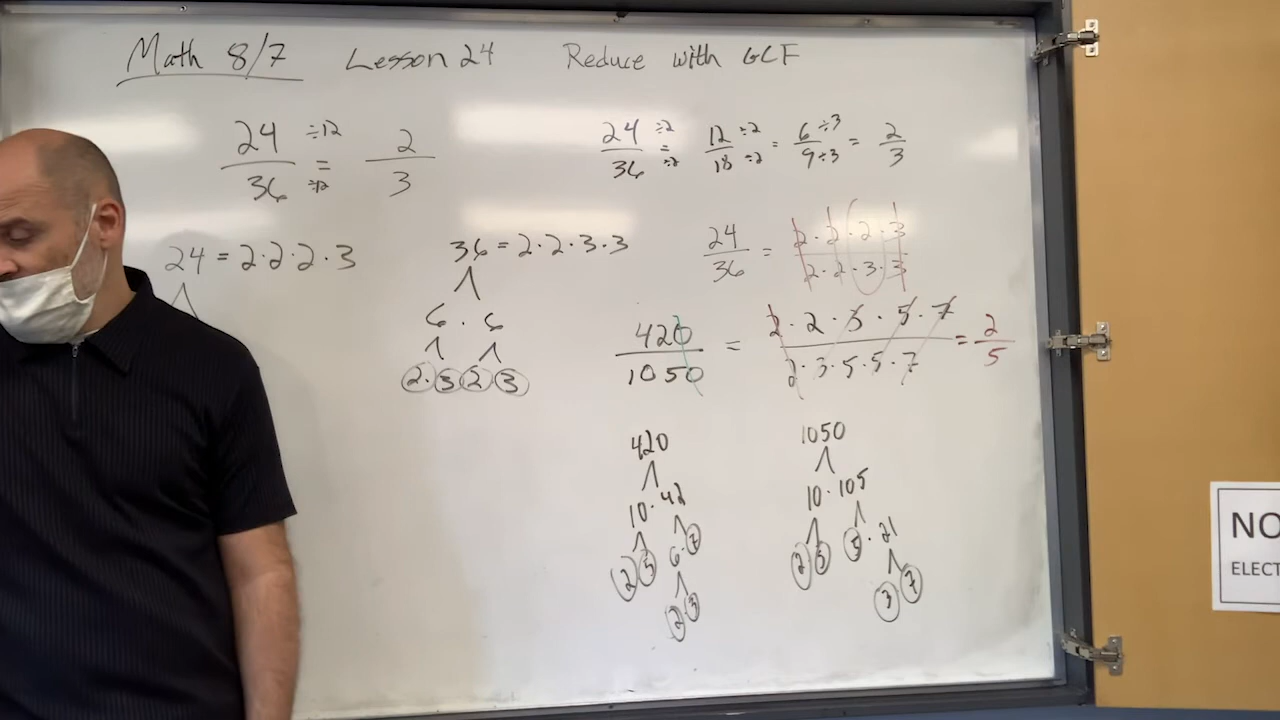 Math 8/7 Lesson 24 Reduce with GCF
24/36 ÷12/÷12 = 2/3
24/36 ÷2/÷2 = 12/18 ÷2/÷2 = 6/9 ÷3/÷3 = 2/3
24 = 2·2·2·3
36 = 2·2·3·3
6 · 6
2 · 3 2 3
24/36 = 2·2·2·3/2·2·3·3
420/1050 = 2·2·3·5·7/2·3·5·5·7 = 2/5
420
10 · 42
2 5 6 · 7
2 3
1050
10 · 105
2 5 5 · 21
3 7
NO
ELECT